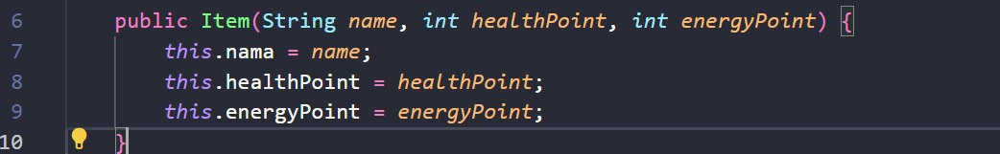 6 public Item(String name, int healthPoint, int energyPoint) {
7 this.nama = name;
8 this.healthPoint = healthPoint;
9 this.energyPoint = energyPoint;
10 }